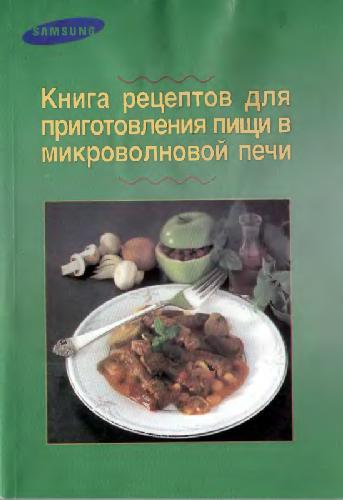 SAMSUNG
Книга рецептов для
приготовления пищи в
микроволновой печи